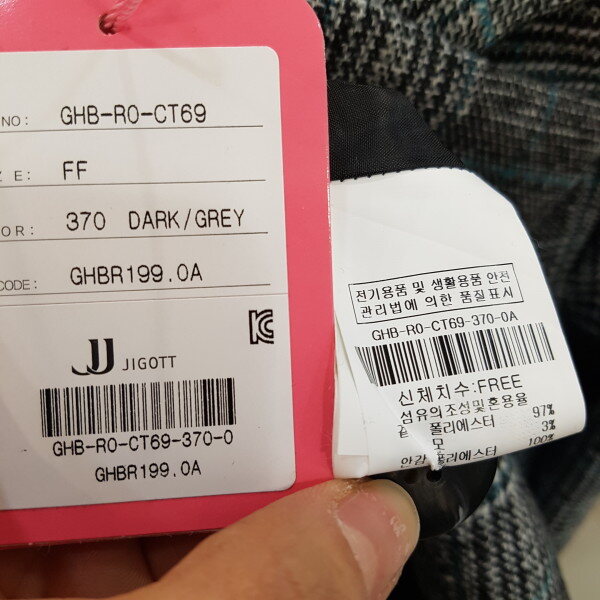 NO: GHB-RO-CT69
ZE: FF
OR: 370 DARK/GREY
CODE: GHBR199.0A
JJ JIGOTT
GHB-RO-CT69-370-0
GHBR199.0A
전기용품 및 생활용품 안전
관리법에 의한 품질표시
GHB-RO-CT69-370-0A
신체치수:FREE
섬유의조성및혼용율
겉 폴리에스터 97%
모 3%
안감 폴리에스터 100%